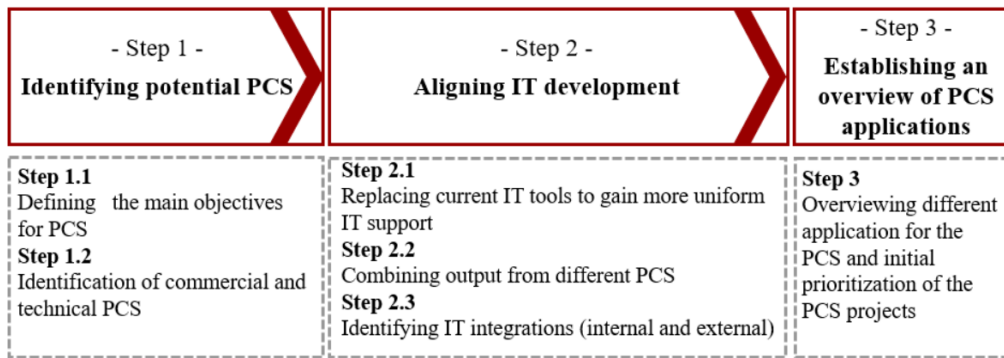 - Step 1 -
Identifying potential PCS
- Step 2 -
Aligning IT development
- Step 3 -
Establishing an
overview of PCS
applications
Step 1.1
Defining the main objectives
for PCS
Step 1.2
Identification of commercial and
technical PCS
Step 2.1
Replacing current IT tools to gain more uniform
IT support
Step 2.2
Combining output from different PCS
Step 2.3
Identifying IT integrations (internal and external)
Step 3
Overviewing different
application for the
PCS and initial
prioritization of the
PCS projects